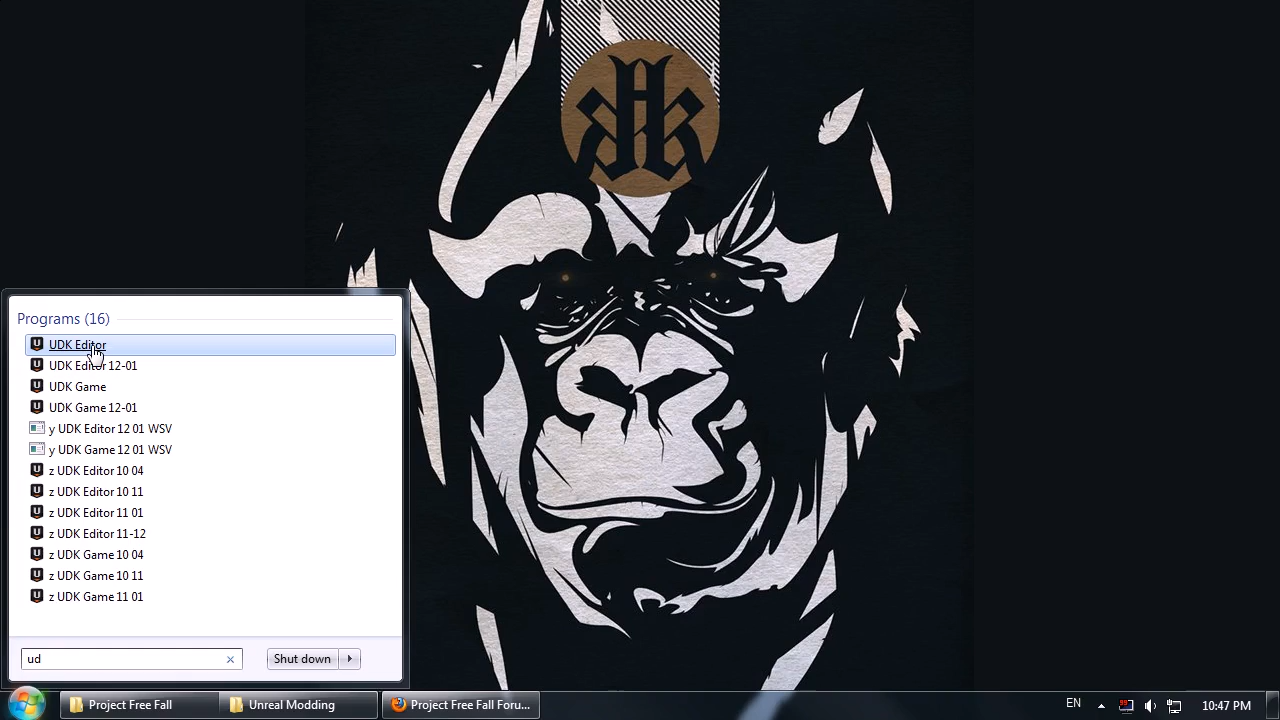 Programs (16)
UDK Editor
UDK Editor 12-01
UDK Game
UDK Game 12-01
y UDK Editor 12 01 WSV
y UDK Game 12 01 WSV
z UDK Editor 10 04
z UDK Editor 10 11
z UDK Editor 11 01
z UDK Editor 11-12
z UDK Game 10 04
z UDK Game 10 11
z UDK Game 11 01
ud
Shut down
Project Free Fall
Unreal Modding
Project Free Fall Foru...
EN
10:47 PM